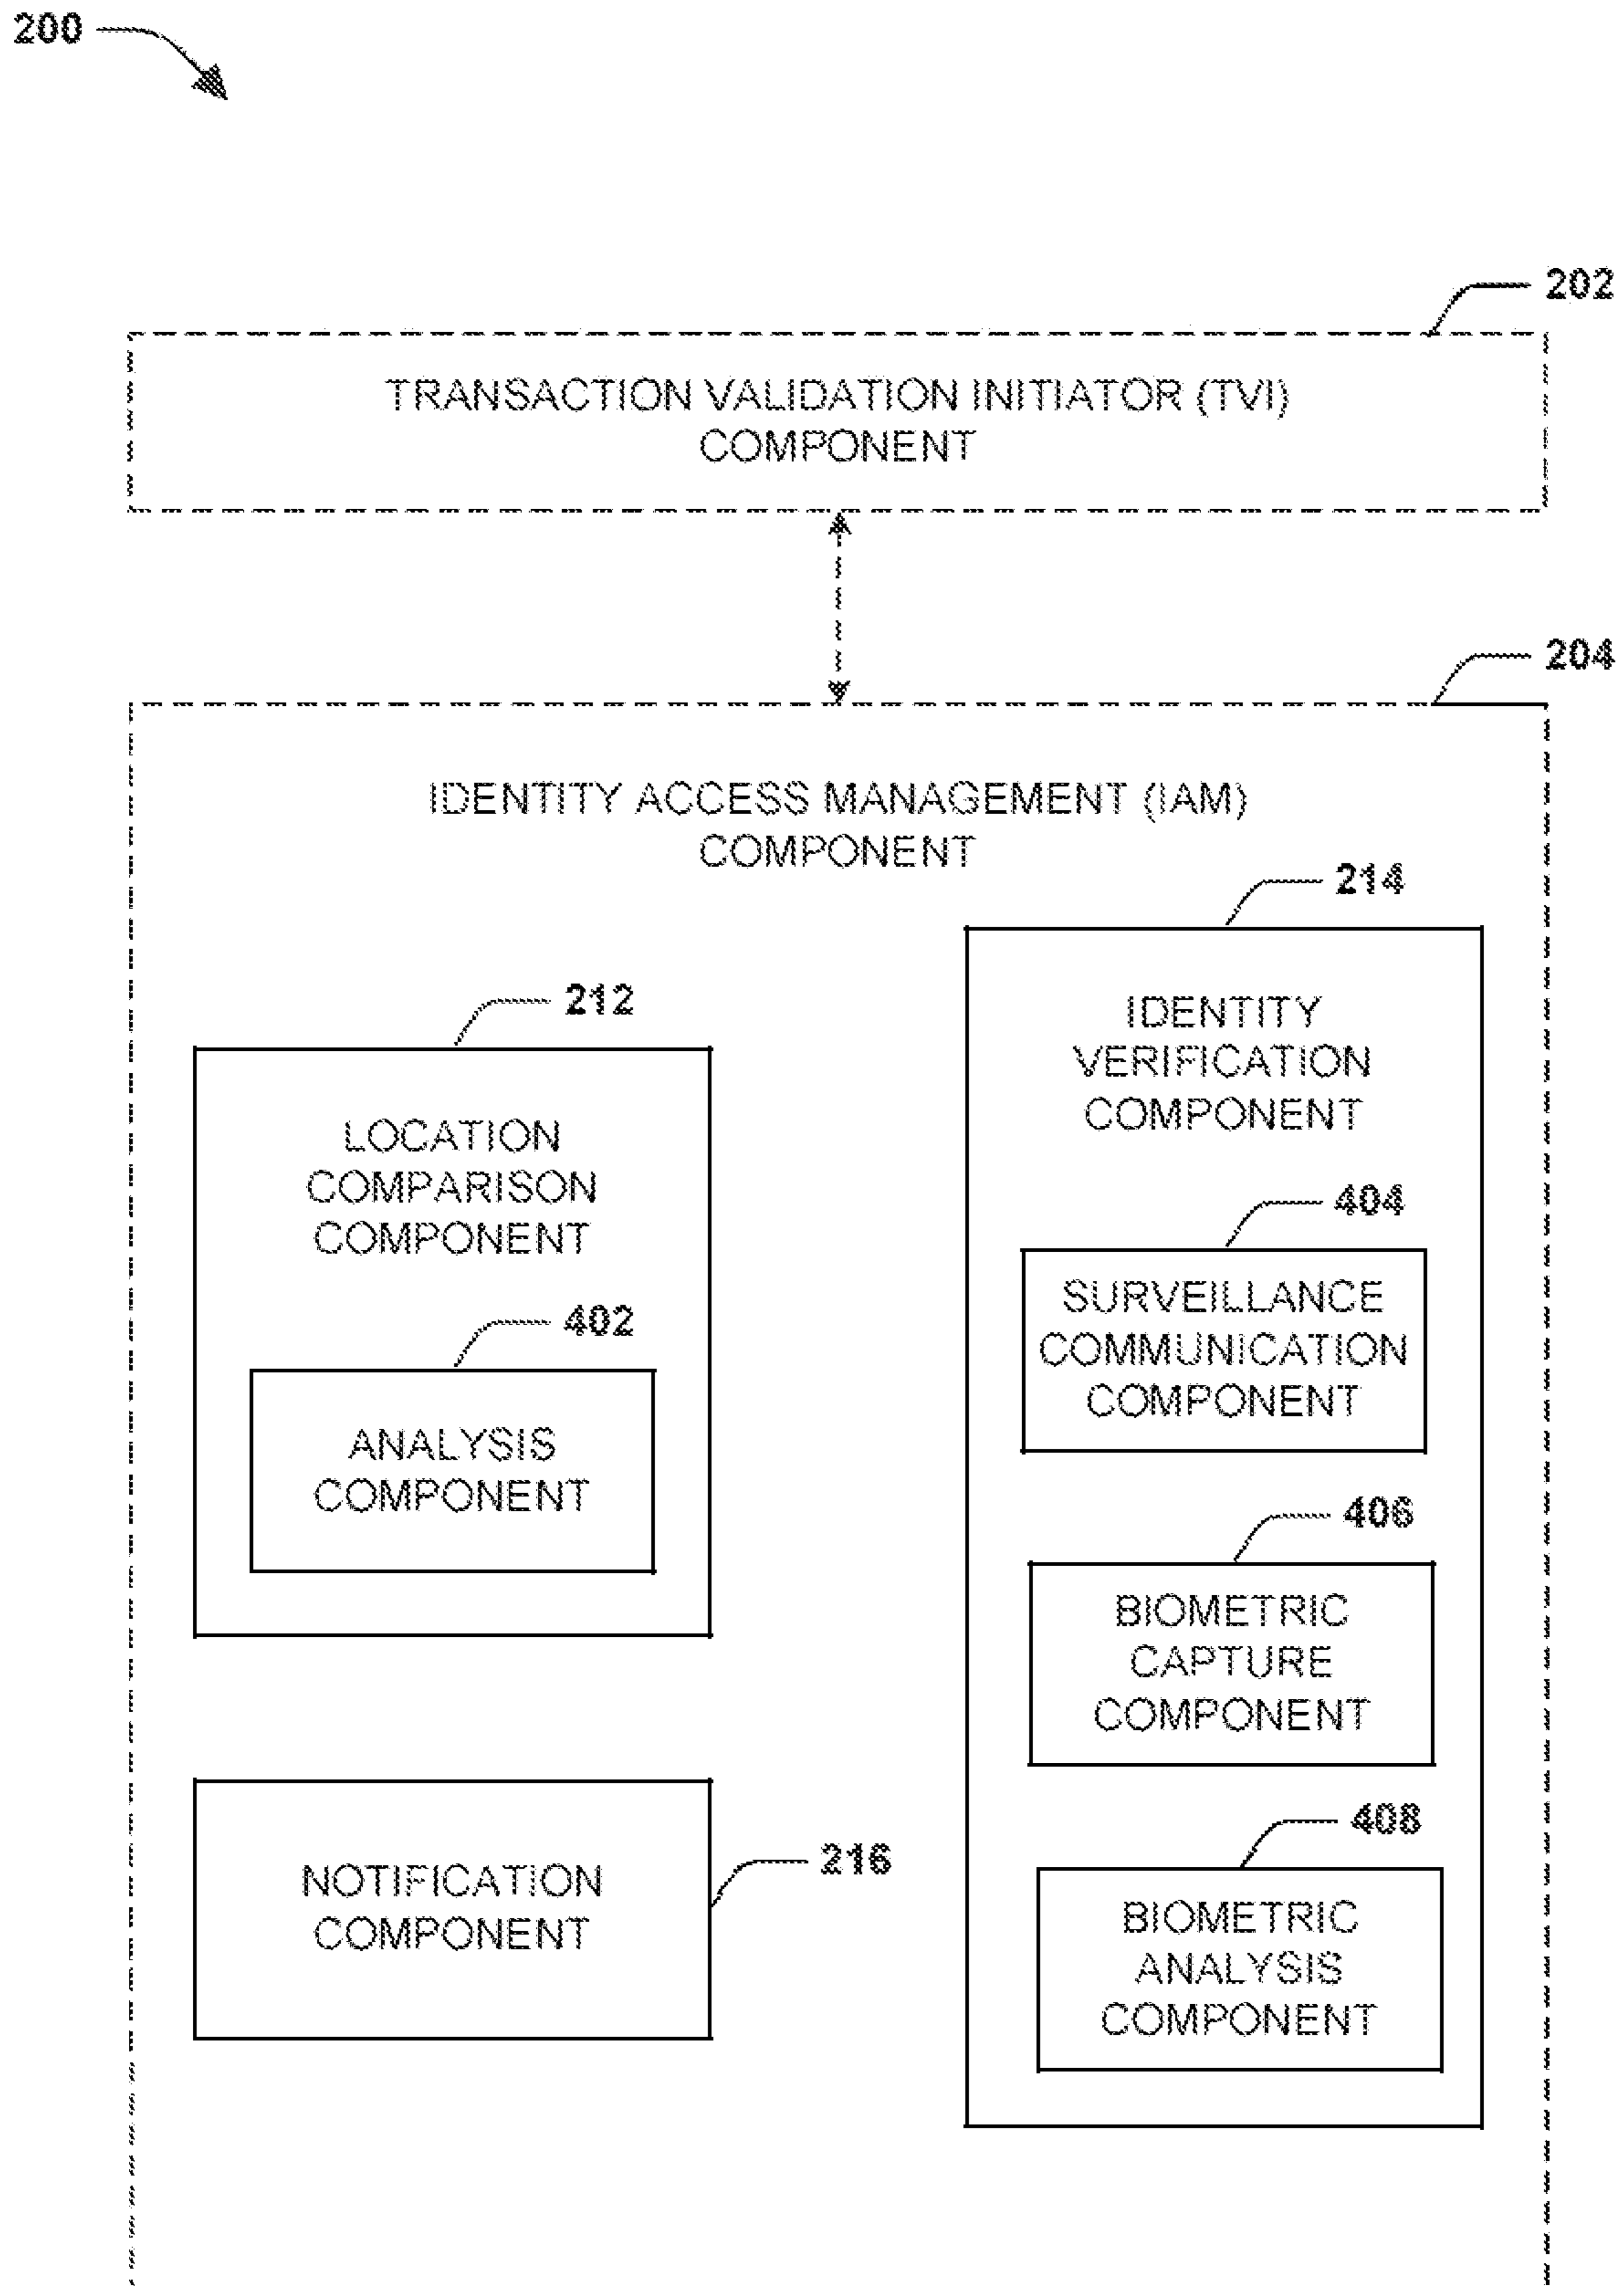 200
202
TRANSACTION VALIDATION INITIATOR (TVI)
COMPONENT
204
IDENTITY ACCESS MANAGEMENT (IAM)
COMPONENT
212
LOCATION
COMPARISON
COMPONENT
402
ANALYSIS
COMPONENT
216
NOTIFICATION
COMPONENT
214
IDENTITY
VERIFICATION
COMPONENT
404
SURVEILLANCE
COMMUNICATION
COMPONENT
406
BIOMETRIC
CAPTURE
COMPONENT
408
BIOMETRIC
ANALYSIS
COMPONENT